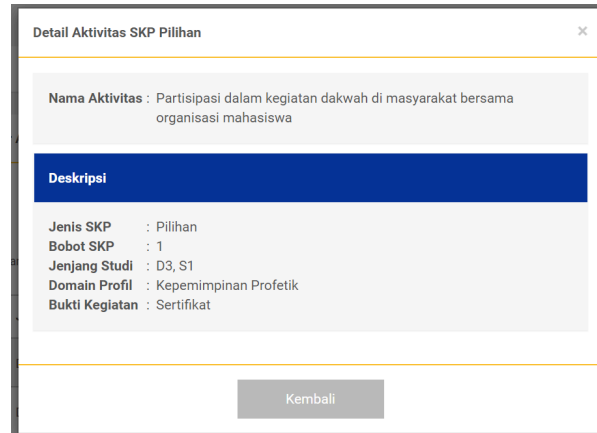 Detail Aktivitas SKP Pilihan ×
Nama Aktivitas : Partisipasi dalam kegiatan dakwah di masyarakat bersama
organisasi mahasiswa
Deskripsi
Jenis SKP : Pilihan
Bobot SKP : 1
Jenjang Studi : D3, S1
Domain Profil : Kepemimpinan Profetik
Bukti Kegiatan : Sertifikat
Kembali